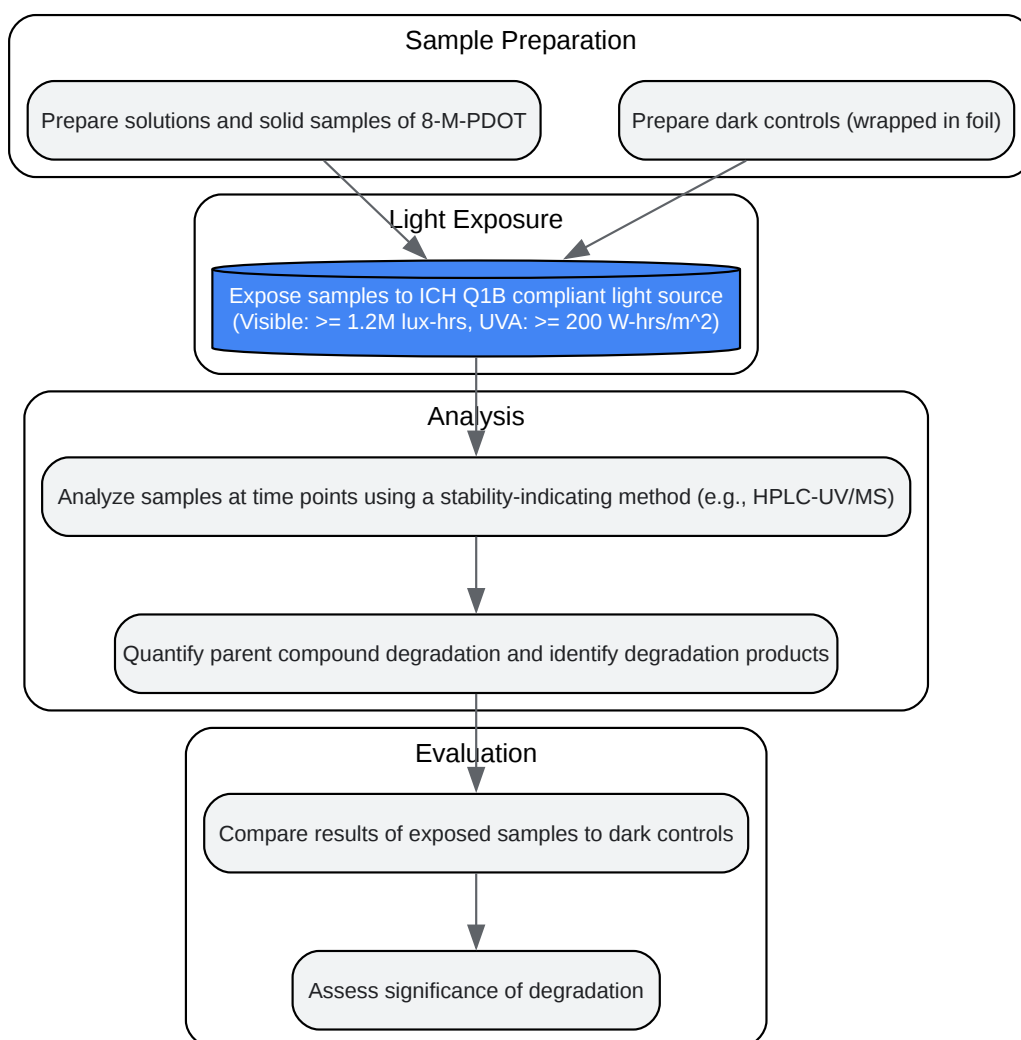 Sample Preparation
Prepare solutions and solid samples of 8-M-PDOT
Prepare dark controls (wrapped in foil)
Light Exposure
Expose samples to ICH Q1B compliant light source
(Visible: >= 1.2M lux-hrs, UVA: >= 200 W-hrs/m^2)
Analysis
Analyze samples at time points using a stability-indicating method (e.g., HPLC-UV/MS)
Quantify parent compound degradation and identify degradation products
Evaluation
Compare results of exposed samples to dark controls
Assess significance of degradation